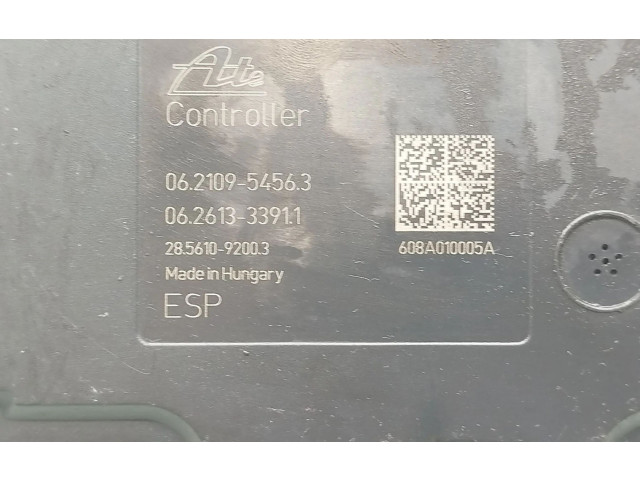 Ate
Controller
06.2109-5456.3
06.2613-3391.1
28.5610-9200.3
608A010005A
Made in Hungary
ESP